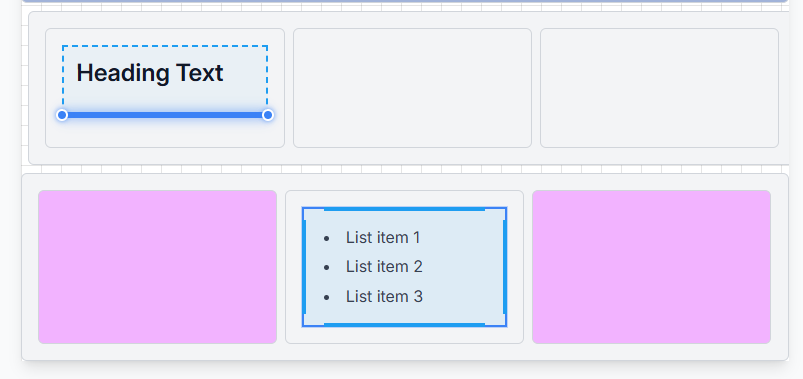 Heading Text
• List item 1
• List item 2
• List item 3